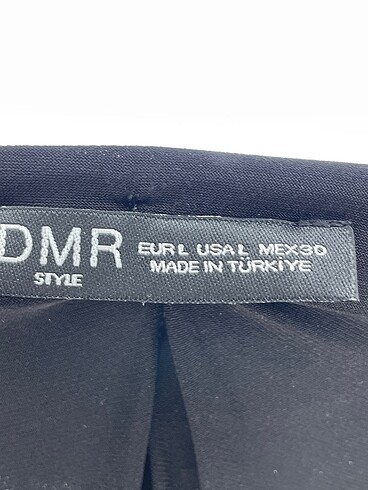 DMR
STYLE
EUR L USA L MEX 30
MADE IN TÜRKİYE